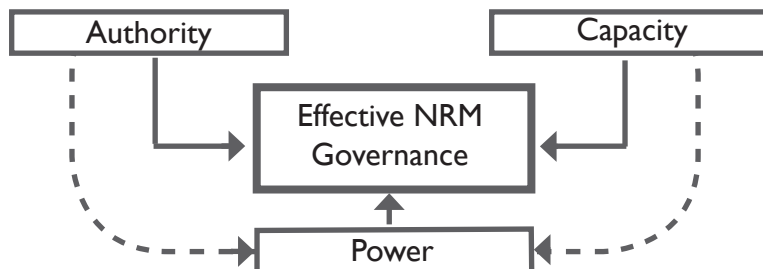 Authority
Capacity
Effective NRM
Governance
Power